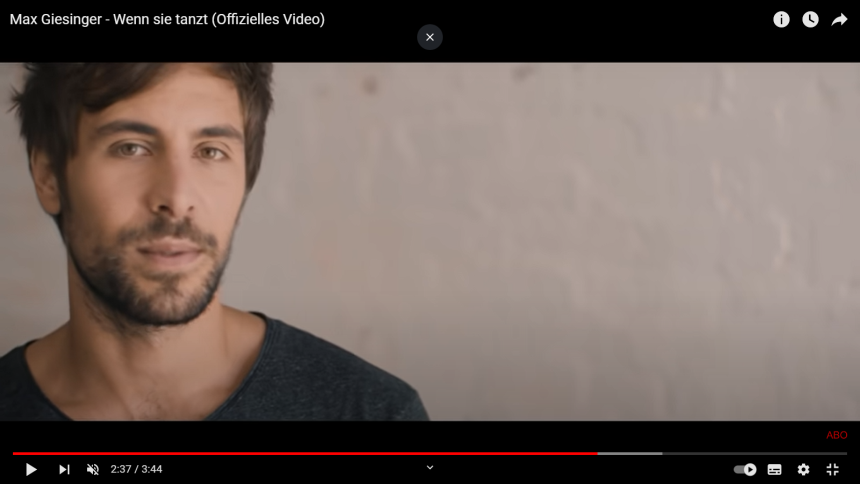 Max Giesinger - Wenn sie tanzt (Offizielles Video)
ABO
2:37 / 3:44